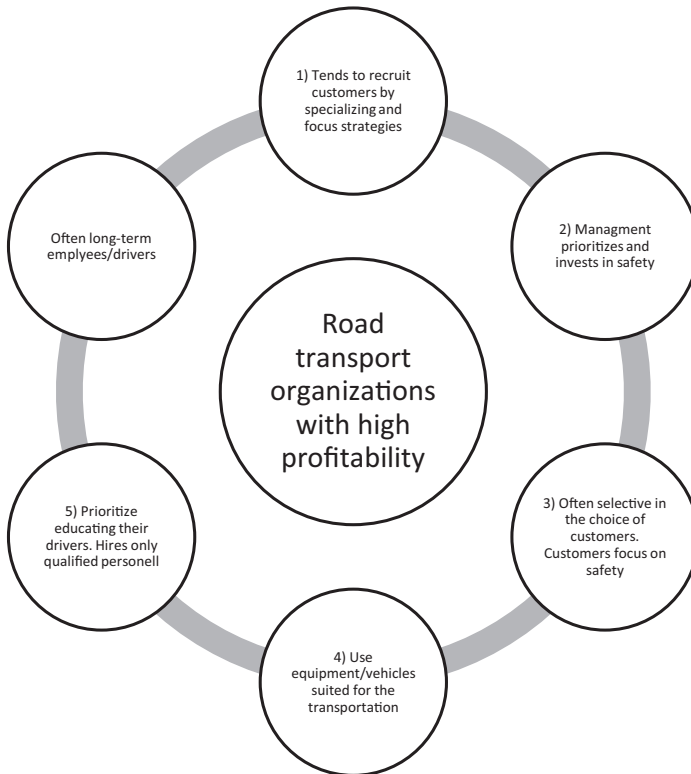 1) Tends to recruit
customers by
specializing and
focus strategies
2) Managment
prioritizes and
invests in safety
3) Often selective in
the choice of
customers.
Customers focus on
safety
4) Use
equipment/vehicles
suited for the
transportation
5) Prioritize
educating their
drivers. Hires only
qualified personell
Often long-term
emplyees/drivers
Road
transport
organizations
with high
profitability